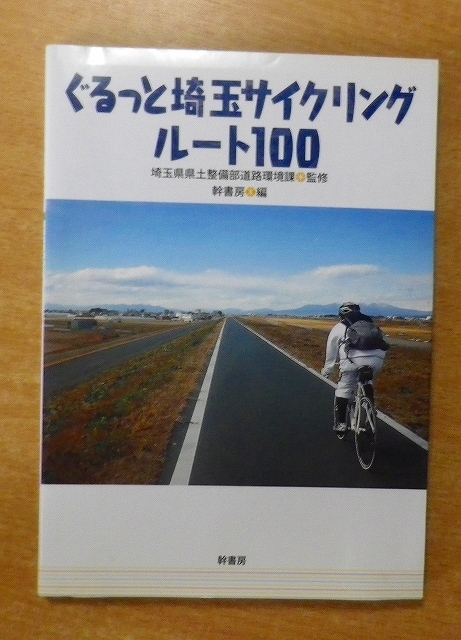 ぐるっと埼玉サイクリング
ルート100
埼玉県県土整備部道路環境課●監修
幹書房●編
幹書房